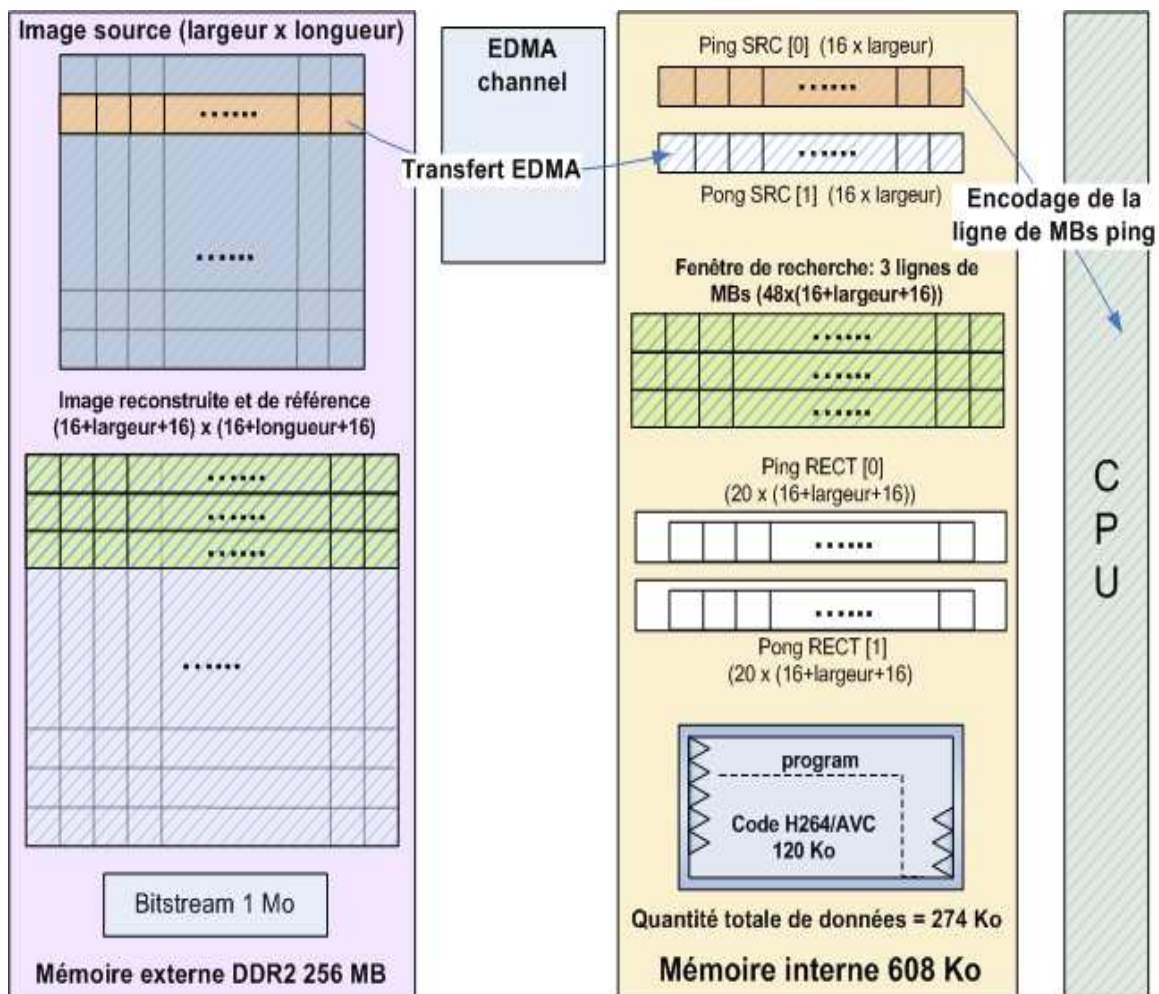 Image source (largeur x longueur)
Transfert EDMA
Image reconstruite et de référence
(16+largeur+16) x (16+longueur+16)
Bitstream 1 Mo
Mémoire externe DDR2 256 MB
EDMA
channel
Ping SRC [0] (16 x largeur)
Pong SRC [1] (16 x largeur)
Encodage de la
ligne de MBs ping
Fenêtre de recherche: 3 lignes de
MBs (48x(16+largeur+16))
Ping RECT [0]
(20 x (16+largeur+16))
Pong RECT [1]
(20 x (16+largeur+16)
program
Code H264/AVC
120 Ko
Quantité totale de données = 274 Ko
Mémoire interne 608 Ko
C
P
U